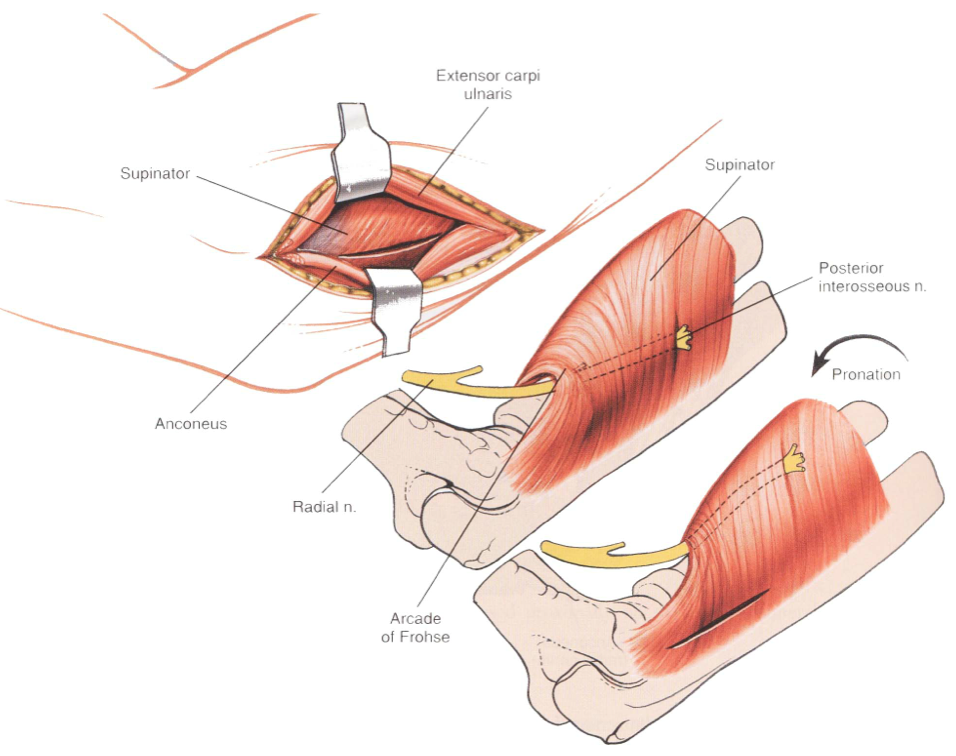 Extensor carpi
ulnaris
Supinator
Supinator
Posterior
interosseous n.
Pronation
Anconeus
Radial n.
Arcade
of Frohse